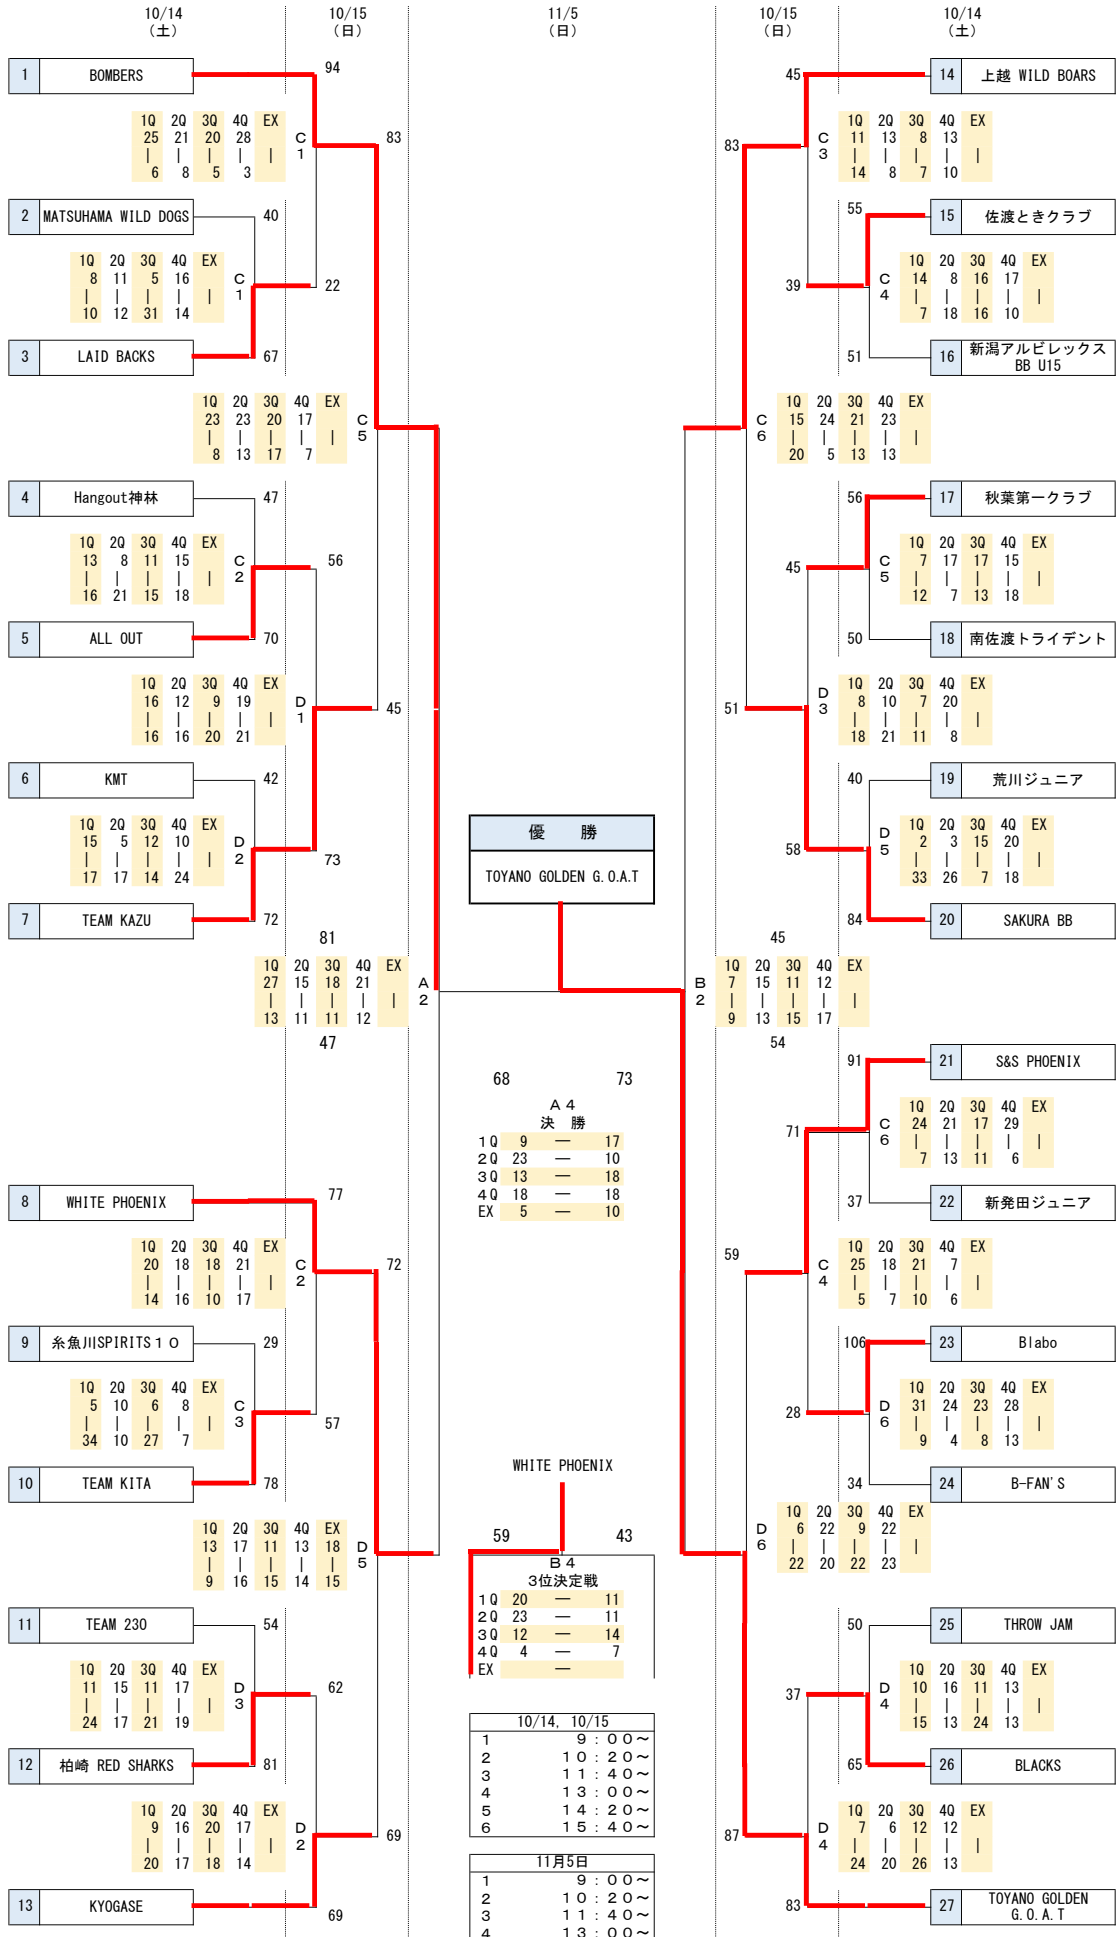 10/14 10/15 11/5 10/15 10/14
(土) (日) (日) (日) (土)
1 BOMBERS 94
1Q 2Q 3Q 4Q EX
25 21 20 28
| | | | |
6 8 5 3
C1
83
2 MATSUHAMA WILD DOGS 40
1Q 2Q 3Q 4Q EX
8 11 5 16
| | | | |
10 12 31 14
C1
22
3 LAID BACKS 67
1Q 2Q 3Q 4Q EX
23 23 20 17
| | | | |
8 13 17 7
C5
4 Hangout神林 47
1Q 2Q 3Q 4Q EX
13 8 11 15
| | | | |
16 21 15 18
C2
56
5 ALL OUT 70
1Q 2Q 3Q 4Q EX
16 12 9 19
| | | | |
16 16 20 21
D1
45
6 KMT 42
1Q 2Q 3Q 4Q EX
15 5 12 10
| | | | |
17 17 14 24
D2
73
7 TEAM KAZU 72
81
1Q 2Q 3Q 4Q EX
27 15 18 21
| | | | |
13 11 11 12
A2
47
8 WHITE PHOENIX 77
1Q 2Q 3Q 4Q EX
20 18 18 21
| | | | |
14 16 10 17
C2
72
9 糸魚川SPIRITS10 29
1Q 2Q 3Q 4Q EX
5 10 6 8
| | | | |
34 10 27 7
C3
57
10 TEAM KITA 78
1Q 2Q 3Q 4Q EX
13 17 11 13 18
| | | | |
9 16 15 14 15
D5
11 TEAM 230 54
1Q 2Q 3Q 4Q EX
11 15 11 17
| | | | |
24 17 21 19
D3
62
12 柏崎 RED SHARKS 81
1Q 2Q 3Q 4Q EX
9 16 20 17
| | | | |
20 17 18 14
D2
69
13 KYOGASE 69
優 勝
TOYANO GOLDEN G.O.A.T
68 73
A4
決 勝
1Q 9 ― 17
2Q 23 ― 10
3Q 13 ― 18
4Q 18 ― 18
EX 5 ― 10
WHITE PHOENIX
59 43
B4
3位決定戦
1Q 20 ― 11
2Q 23 ― 11
3Q 12 ― 14
4Q 4 ― 7
EX ―
10/14, 10/15
1 9:00~
2 10:20~
3 11:40~
4 13:00~
5 14:20~
6 15:40~
11月5日
1 9:00~
2 10:20~
3 11:40~
4 13:00~
45 14 上越 WILD BOARS
1Q 2Q 3Q 4Q EX
11 13 8 13
| | | | |
14 8 7 10
C3
83
55 15 佐渡ときクラブ
1Q 2Q 3Q 4Q EX
14 8 16 17
| | | | |
7 18 16 10
C4
39
51 16 新潟アルビレックス
BB U15
1Q 2Q 3Q 4Q EX
15 24 21 23
| | | | |
20 5 13 13
C6
56 17 秋葉第一クラブ
1Q 2Q 3Q 4Q EX
7 17 17 15
| | | | |
12 7 13 18
C5
45
50 18 南佐渡トライデント
1Q 2Q 3Q 4Q EX
8 10 7 20
| | | | |
18 21 11 8
D3
51
40 19 荒川ジュニア
1Q 2Q 3Q 4Q EX
2 3 15 20
| | | | |
33 26 7 18
D5
58
84 20 SAKURA BB
45
1Q 2Q 3Q 4Q EX
7 15 11 12
| | | | |
9 13 15 17
B2
54
91 21 S&S PHOENIX
1Q 2Q 3Q 4Q EX
24 21 17 29
| | | | |
7 13 11 6
C6
71
37 22 新発田ジュニア
1Q 2Q 3Q 4Q EX
25 18 21 7
| | | | |
5 7 10 6
C4
59
106 23 Blabo
1Q 2Q 3Q 4Q EX
31 24 23 28
| | | | |
9 4 8 13
D6
28
34 24 B-FAN'S
1Q 2Q 3Q 4Q EX
6 22 9 22
| | | | |
22 20 22 23
D6
50 25 THROW JAM
1Q 2Q 3Q 4Q EX
10 16 11 13
| | | | |
15 13 24 13
D4
37
65 26 BLACKS
1Q 2Q 3Q 4Q EX
7 6 12 12
| | | | |
24 20 26 13
D4
87
83 27 TOYANO GOLDEN
G.O.A.T